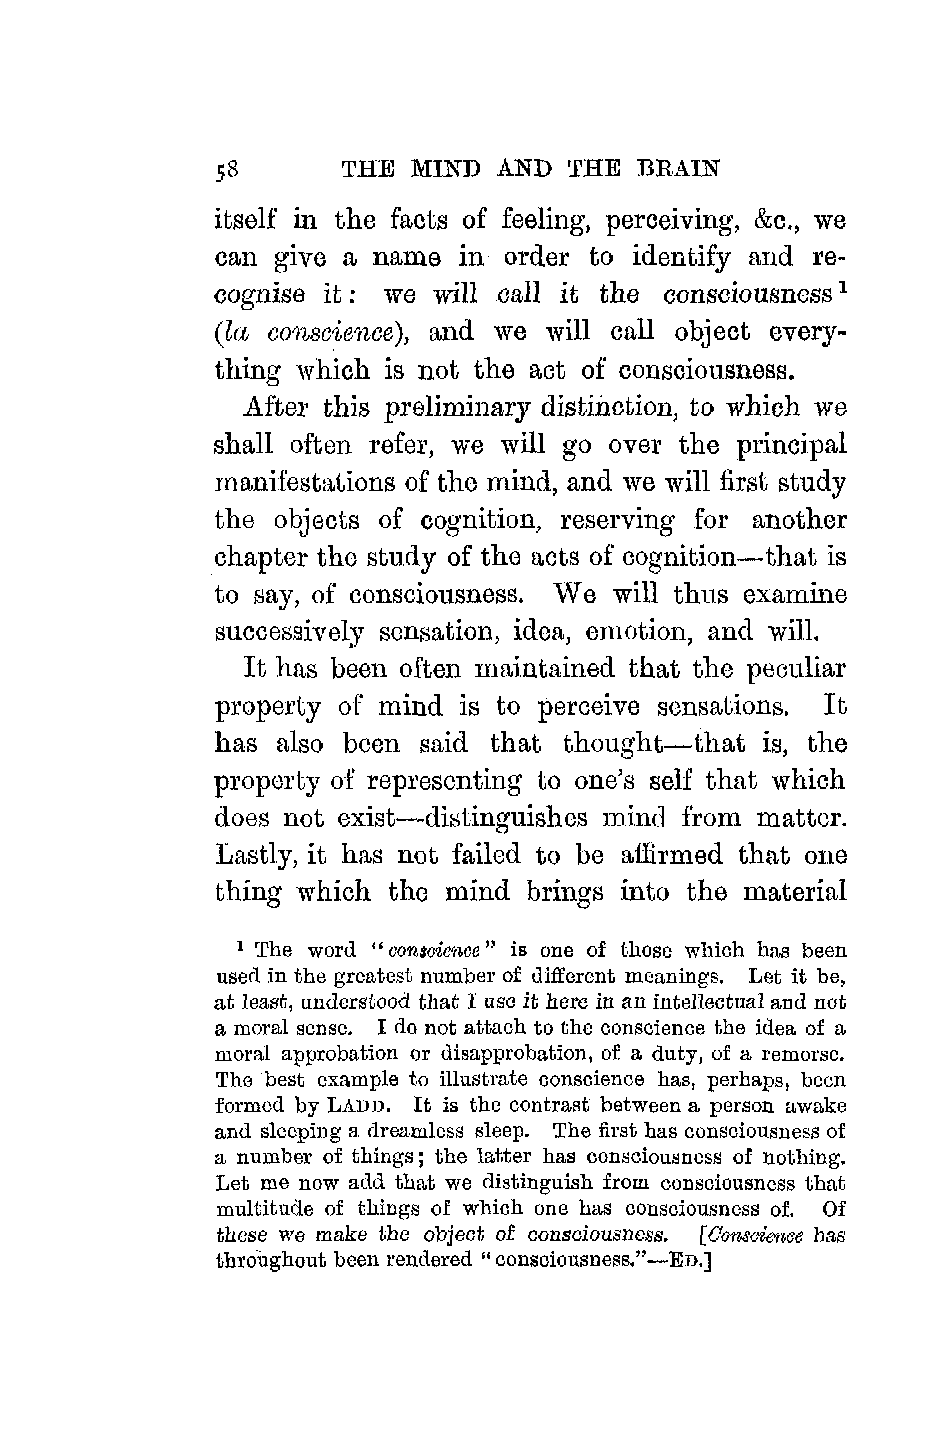 58 THE MIND AND THE BRAIN
itself in the facts of feeling, perceiving, &c., we
can give a name in order to identify and re-
cognise it: we will call it the consciousness¹
(la conscience), and we will call object every-
thing which is not the act of consciousness.
After this preliminary distinction, to which we
shall often refer, we will go over the principal
manifestations of the mind, and we will first study
the objects of cognition, reserving for another
chapter the study of the acts of cognition—that is
to say, of consciousness. We will thus examine
successively sensation, idea, emotion, and will.
It has been often maintained that the peculiar
property of mind is to perceive sensations. It
has also been said that thought—that is, the
property of representing to one's self that which
does not exist—distinguishes mind from matter.
Lastly, it has not failed to be affirmed that one
thing which the mind brings into the material
¹ The word "conscience" is one of those which has been
used in the greatest number of different meanings. Let it be,
at least, understood that I use it here in an intellectual and not
a moral sense. I do not attach to the conscience the idea of a
moral approbation or disapprobation, of a duty, of a remorse.
The best example to illustrate conscience has, perhaps, been
formed by LADD. It is the contrast between a person awake
and sleeping a dreamless sleep. The first has consciousness of
a number of things; the latter has consciousness of nothing.
Let me now add that we distinguish from consciousness that
multitude of things of which one has consciousness of. Of
these we make the object of consciousness. [Conscience has
throughout been rendered "consciousness."—ED.]